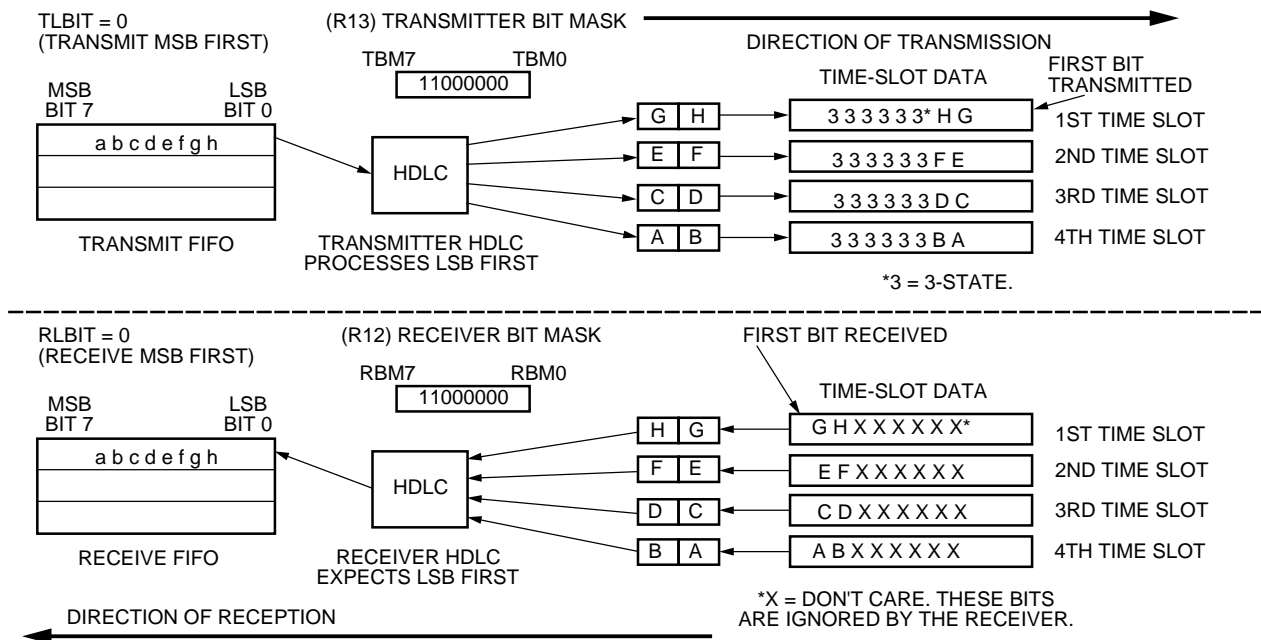 TLBIT = 0
(TRANSMIT MSB FIRST)
(R13) TRANSMITTER BIT MASK
DIRECTION OF TRANSMISSION
TBM7 TBM0
11000000
TIME-SLOT DATA
FIRST BIT
TRANSMITTED
MSB
BIT 7
LSB
BIT 0
a b c d e f g h
TRANSMIT FIFO
HDLC
TRANSMITTER HDLC
PROCESSES LSB FIRST
G H
3 3 3 3 3 3* H G
1ST TIME SLOT
E F
3 3 3 3 3 3 F E
2ND TIME SLOT
C D
3 3 3 3 3 3 D C
3RD TIME SLOT
A B
3 3 3 3 3 3 B A
4TH TIME SLOT
*3 = 3-STATE.
RLBIT = 0
(RECEIVE MSB FIRST)
(R12) RECEIVER BIT MASK
FIRST BIT RECEIVED
RBM7 RBM0
11000000
TIME-SLOT DATA
MSB
BIT 7
LSB
BIT 0
a b c d e f g h
RECEIVE FIFO
HDLC
RECEIVER HDLC
EXPECTS LSB FIRST
H G
G H X X X X X X*
1ST TIME SLOT
F E
E F X X X X X X
2ND TIME SLOT
D C
C D X X X X X X
3RD TIME SLOT
B A
A B X X X X X X
4TH TIME SLOT
*X = DON'T CARE. THESE BITS
ARE IGNORED BY THE RECEIVER.
DIRECTION OF RECEPTION